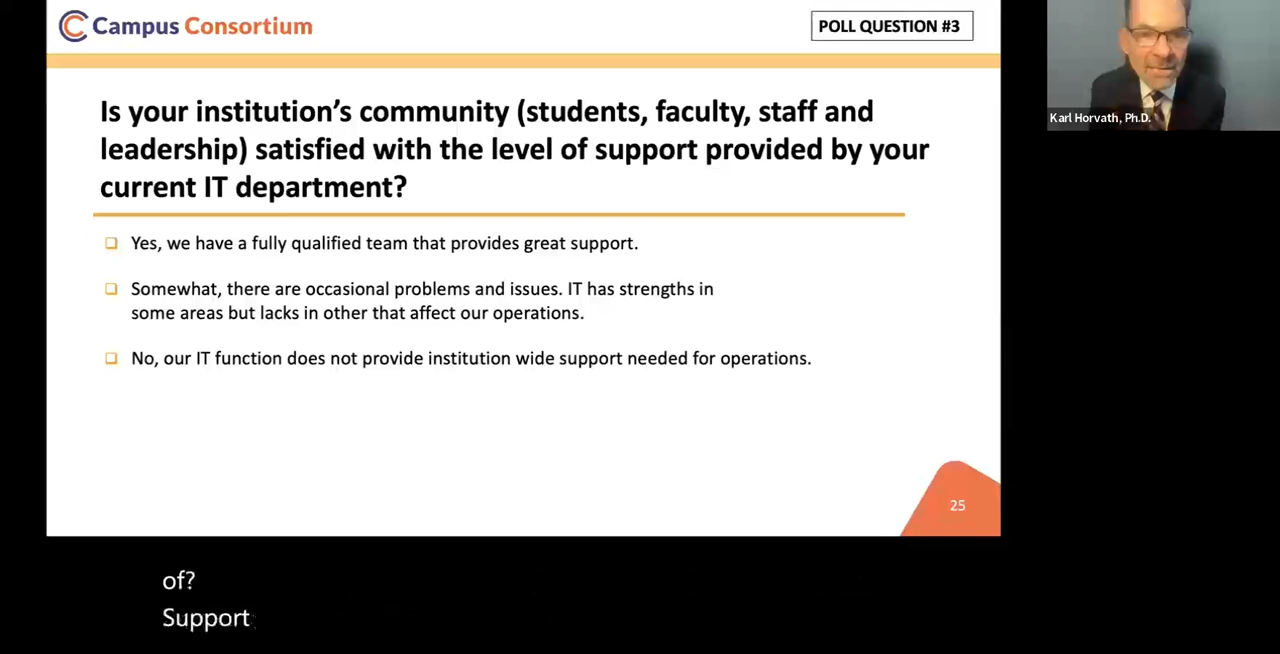 Campus Consortium
POLL QUESTION #3
Karl Horvath, Ph.D.
Is your institution’s community (students, faculty, staff and
leadership) satisfied with the level of support provided by your
current IT department?
Yes, we have a fully qualified team that provides great support.
Somewhat, there are occasional problems and issues. IT has strengths in
some areas but lacks in other that affect our operations.
No, our IT function does not provide institution wide support needed for operations.
25
of?
Support